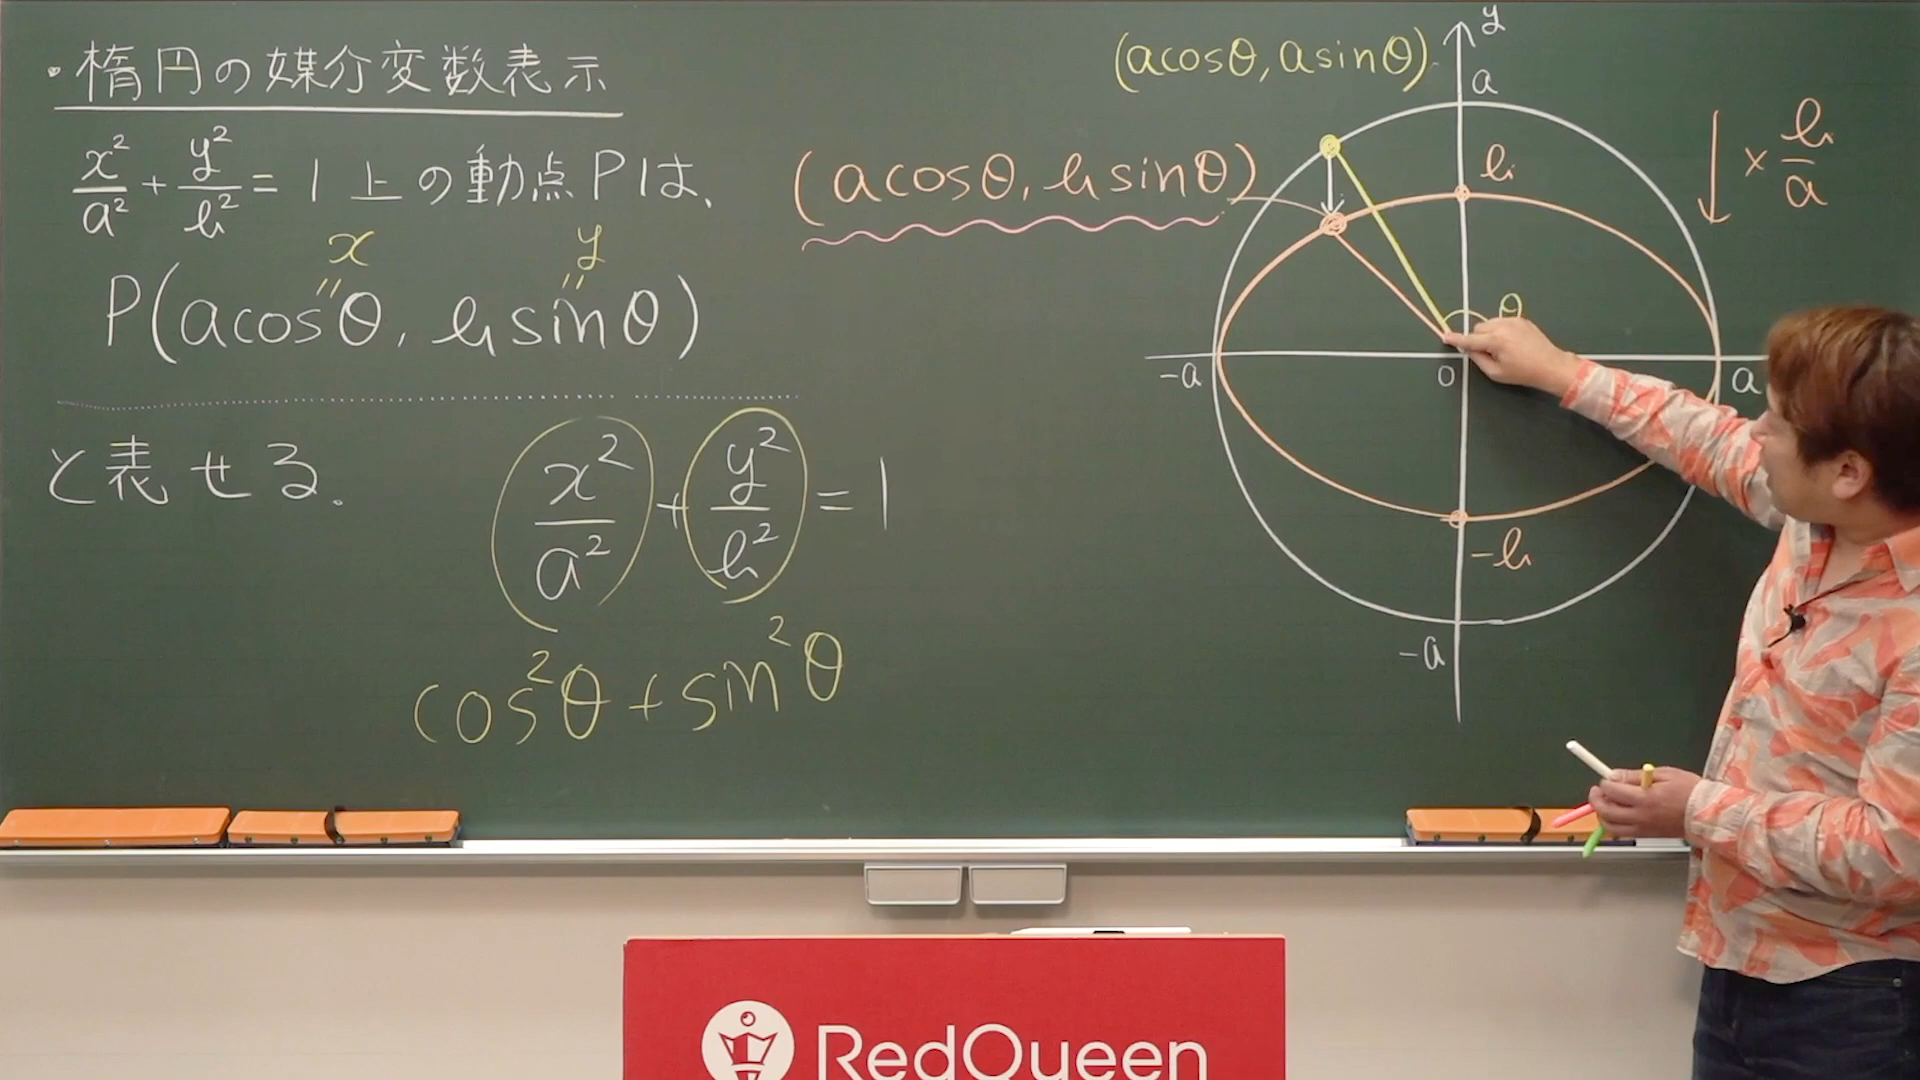 ・楕円の媒介変数表示
x²/a² + y²/b² = 1 上の動点Pは、
x y
〃 〃
P(acosθ, bsinθ)
と表せる.
x²/a² + y²/b² = 1
cos²θ + sin²θ
(acosθ, asinθ)
(acosθ, bsinθ)
y
a
b
× b/a
θ
-a
0
a
-b
-a
RedQueen